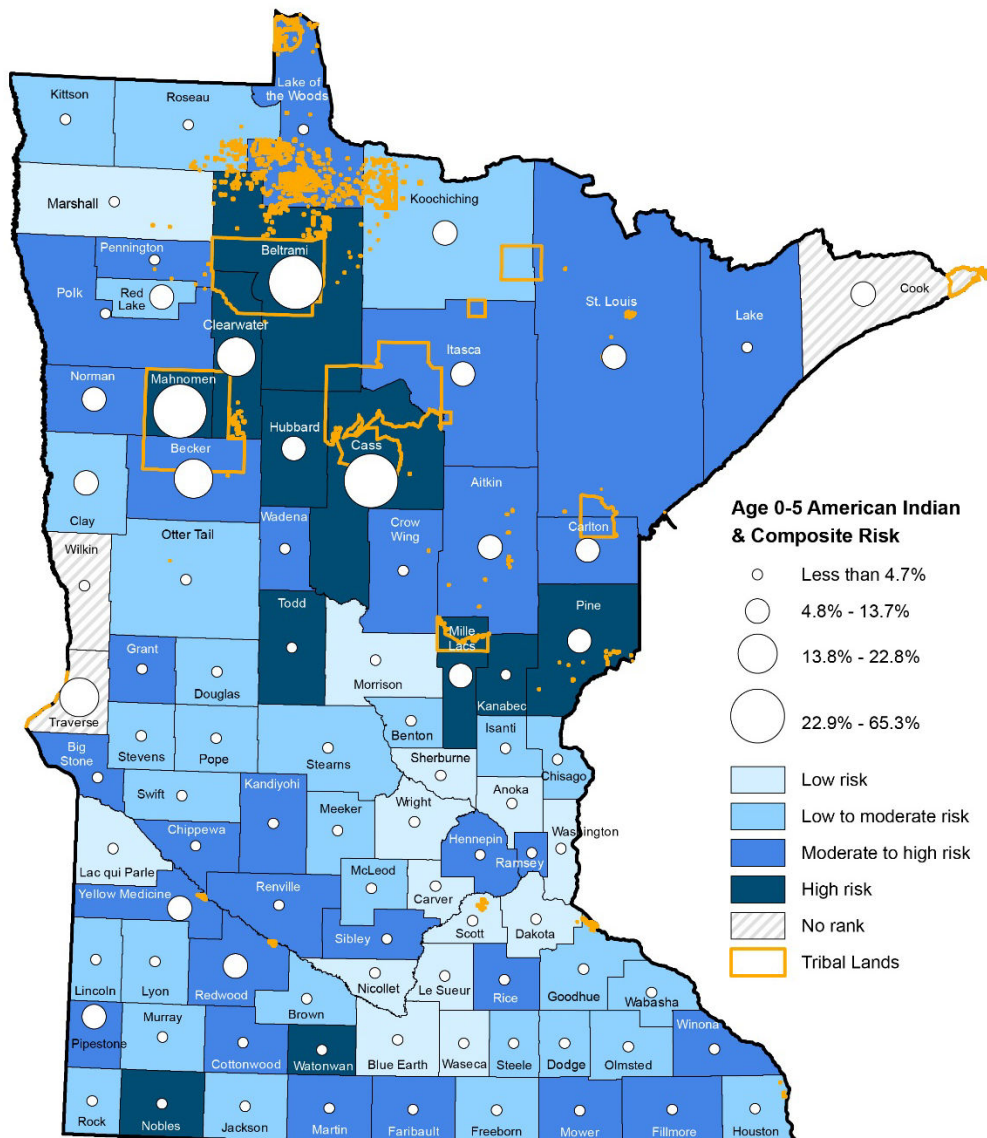 Kittson
Roseau
Lake of
the Woods
Marshall
Koochiching
Pennington
Beltrami
Polk
Red
Lake
Clearwater
St. Louis
Cook
Lake
Itasca
Norman
Mahnomen
Hubbard
Cass
Becker
Clay
Aitkin
Wadena
Crow
Wing
Carlton
Otter Tail
Wilkin
Todd
Pine
Mille
Lacs
Grant
Douglas
Morrison
Kanabec
Traverse
Benton
Isanti
Big
Stone
Stevens
Pope
Stearns
Sherburne
Chisago
Swift
Kandiyohi
Anoka
Meeker
Wright
Washington
Chippewa
Hennepin
Ramsey
Lac qui Parle
McLeod
Carver
Yellow Medicine
Renville
Scott
Dakota
Sibley
Lincoln
Lyon
Redwood
Nicollet
Le Sueur
Rice
Goodhue
Wabasha
Brown
Murray
Winona
Pipestone
Cottonwood
Watonwan
Blue Earth
Waseca
Steele
Dodge
Olmsted
Rock
Nobles
Jackson
Martin
Faribault
Freeborn
Mower
Fillmore
Houston
Age 0-5 American Indian
& Composite Risk
Less than 4.7%
4.8% - 13.7%
13.8% - 22.8%
22.9% - 65.3%
Low risk
Low to moderate risk
Moderate to high risk
High risk
No rank
Tribal Lands